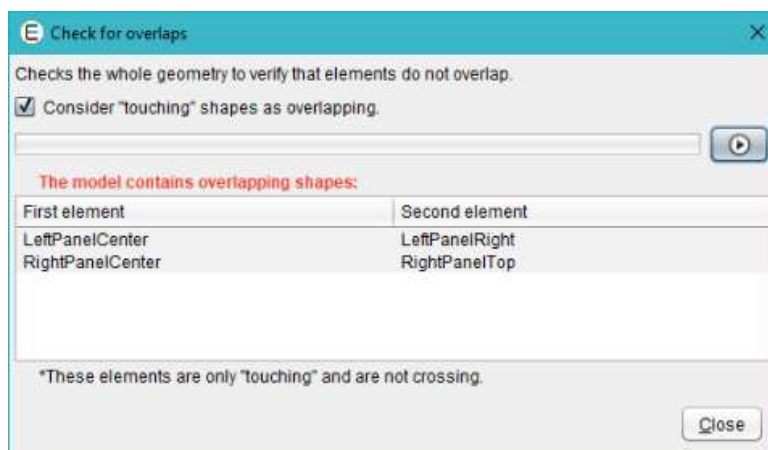 E Check for overlaps
Checks the whole geometry to verify that elements do not overlap.
Consider "touching" shapes as overlapping.
The model contains overlapping shapes:
First element Second element
LeftPanelCenter LeftPanelRight
RightPanelCenter RightPanelTop
*These elements are only "touching" and are not crossing.
Close